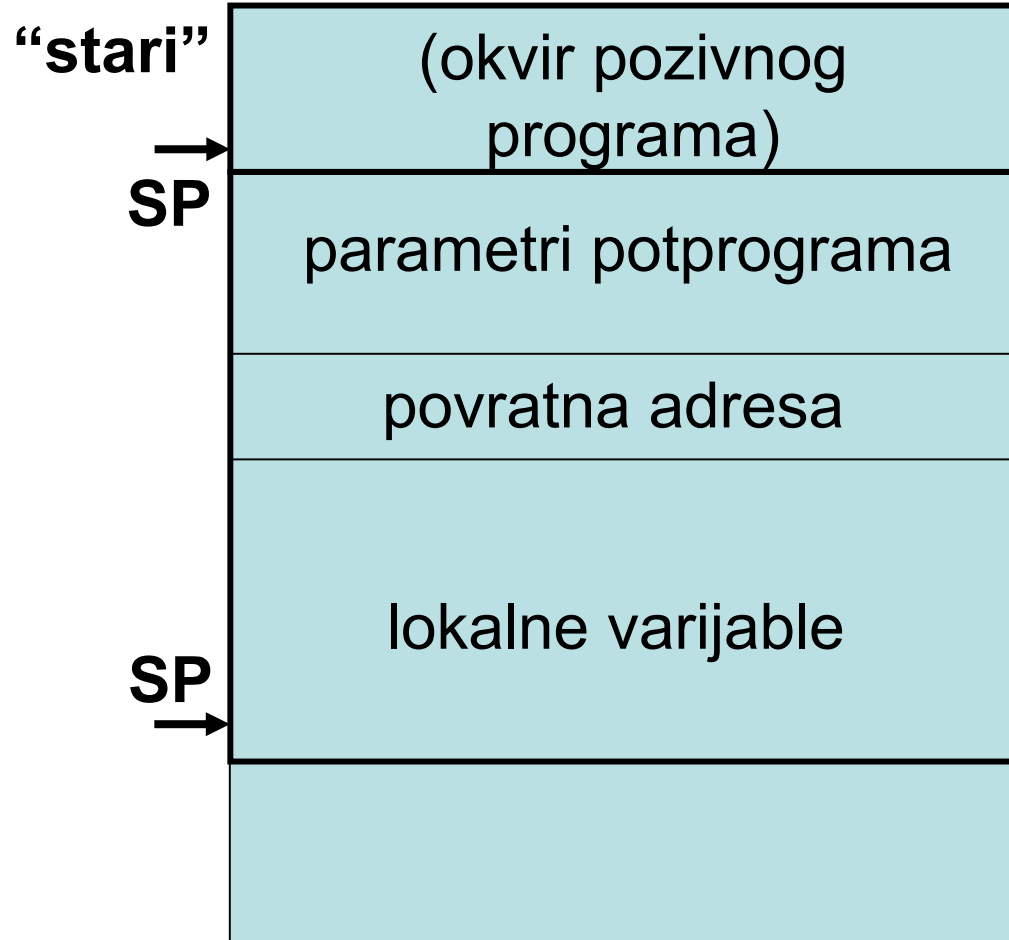 “stari”
(okvir pozivnog
programa)
SP
parametri potprograma
povratna adresa
lokalne varijable
SP